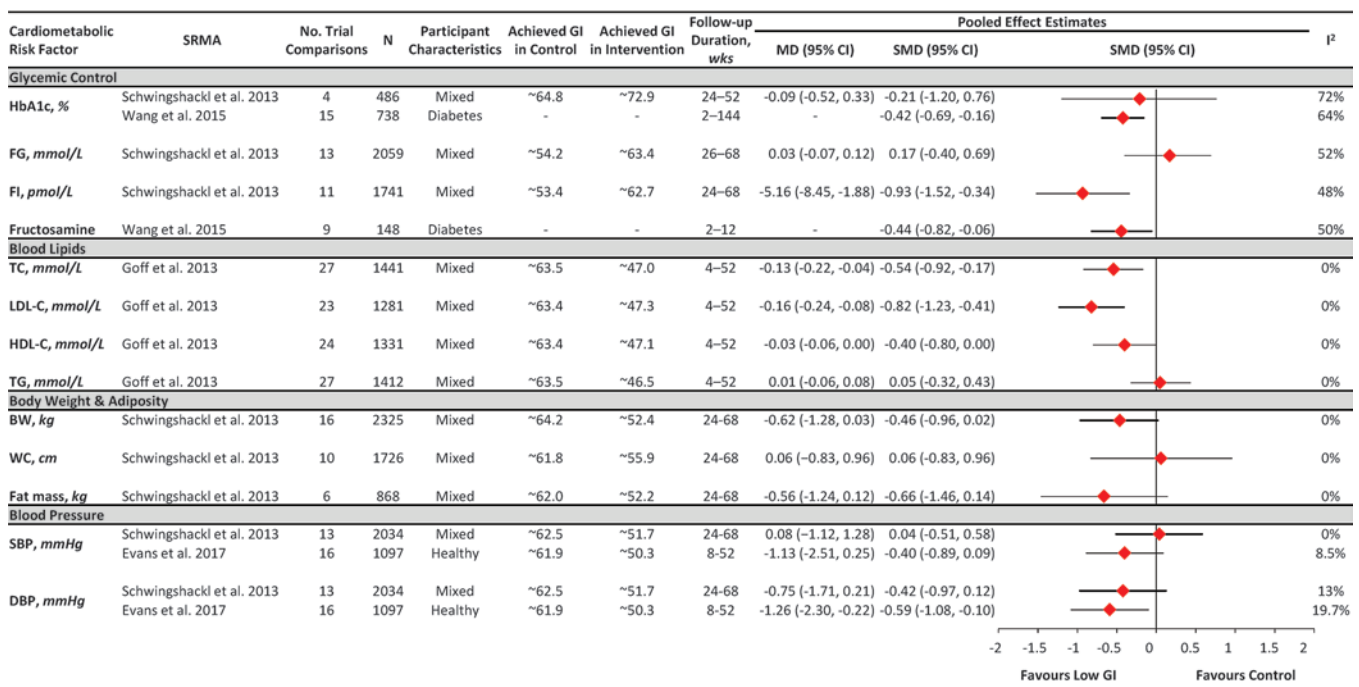 Cardiometabolic Risk Factor SRMA No. Trial Comparisons N Participant Characteristics Achieved GI in Control Achieved GI in Intervention Follow-up Duration, wks Pooled Effect Estimates I²
MD (95% CI) SMD (95% CI) SMD (95% CI)
Glycemic Control
HbA1c, % Schwingshackl et al. 2013 4 486 Mixed ~64.8 ~72.9 24–52 -0.09 (-0.52, 0.33) -0.21 (-1.20, 0.76) 72%
Wang et al. 2015 15 738 Diabetes - - 2–144 - -0.42 (-0.69, -0.16) 64%
FG, mmol/L Schwingshackl et al. 2013 13 2059 Mixed ~54.2 ~63.4 26–68 0.03 (-0.07, 0.12) 0.17 (-0.40, 0.69) 52%
FI, pmol/L Schwingshackl et al. 2013 11 1741 Mixed ~53.4 ~62.7 24–68 -5.16 (-8.45, -1.88) -0.93 (-1.52, -0.34) 48%
Fructosamine Wang et al. 2015 9 148 Diabetes - - 2–12 - -0.44 (-0.82, -0.06) 50%
Blood Lipids
TC, mmol/L Goff et al. 2013 27 1441 Mixed ~63.5 ~47.0 4–52 -0.13 (-0.22, -0.04) -0.54 (-0.92, -0.17) 0%
LDL-C, mmol/L Goff et al. 2013 23 1281 Mixed ~63.4 ~47.3 4–52 -0.16 (-0.24, -0.08) -0.82 (-1.23, -0.41) 0%
HDL-C, mmol/L Goff et al. 2013 24 1331 Mixed ~63.4 ~47.1 4–52 -0.03 (-0.06, 0.00) -0.40 (-0.80, 0.00) 0%
TG, mmol/L Goff et al. 2013 27 1412 Mixed ~63.5 ~46.5 4–52 0.01 (-0.06, 0.08) 0.05 (-0.32, 0.43) 0%
Body Weight & Adiposity
BW, kg Schwingshackl et al. 2013 16 2325 Mixed ~64.2 ~52.4 24-68 -0.62 (-1.28, 0.03) -0.46 (-0.96, 0.02) 0%
WC, cm Schwingshackl et al. 2013 10 1726 Mixed ~61.8 ~55.9 24-68 0.06 (–0.83, 0.96) 0.06 (-0.83, 0.96) 0%
Fat mass, kg Schwingshackl et al. 2013 6 868 Mixed ~62.0 ~52.2 24-68 -0.56 (-1.24, 0.12) -0.66 (-1.46, 0.14) 0%
Blood Pressure
SBP, mmHg Schwingshackl et al. 2013 13 2034 Mixed ~62.5 ~51.7 24-68 0.08 (–1.12, 1.28) 0.04 (-0.51, 0.58) 0%
Evans et al. 2017 16 1097 Healthy ~61.9 ~50.3 8-52 -1.13 (-2.51, 0.25) -0.40 (-0.89, 0.09) 8.5%
DBP, mmHg Schwingshackl et al. 2013 13 2034 Mixed ~62.5 ~51.7 24-68 -0.75 (-1.71, 0.21) -0.42 (-0.97, 0.12) 13%
Evans et al. 2017 16 1097 Healthy ~61.9 ~50.3 8-52 -1.26 (-2.30, -0.22) -0.59 (-1.08, -0.10) 19.7%
-2 -1 -0.5 0 0.5 1 2
Favours Low GI Favours Control